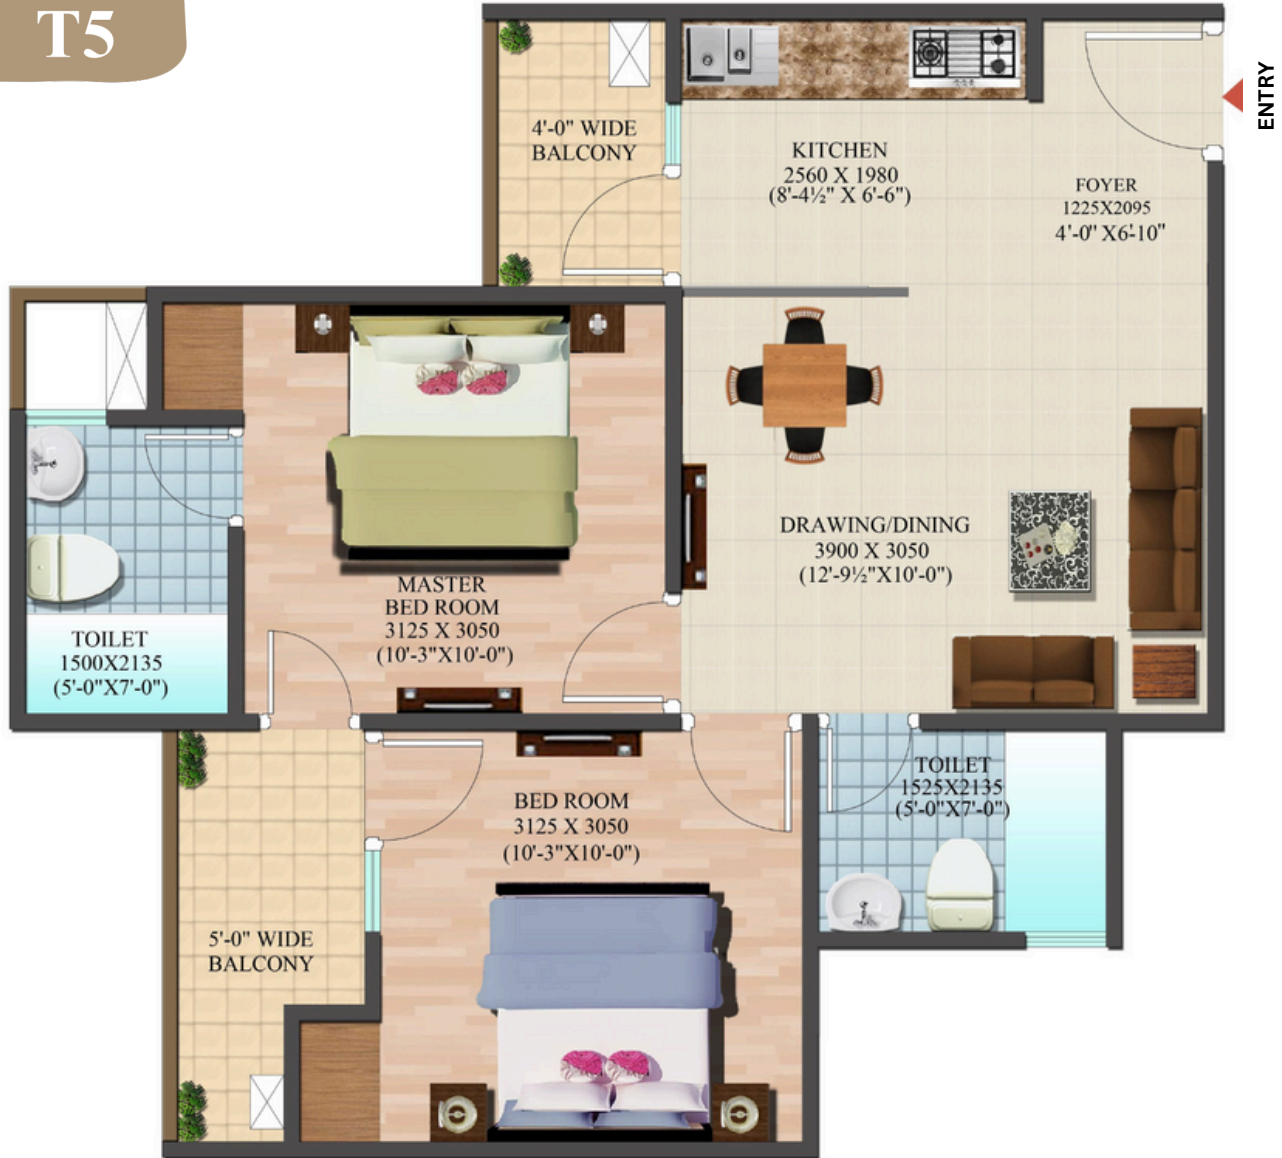 T5
ENTRY
4'-0" WIDE
BALCONY
KITCHEN
2560 X 1980
(8'-4½" X 6'-6")
FOYER
1225X2095
4'-0" X6'-10"
DRAWING/DINING
3900 X 3050
(12'-9½"X10'-0")
MASTER
BED ROOM
3125 X 3050
(10'-3"X10'-0")
TOILET
1500X2135
(5'-0"X7'-0")
BED ROOM
3125 X 3050
(10'-3"X10'-0")
TOILET
1525X2135
(5'-0"X7'-0")
5'-0" WIDE
BALCONY